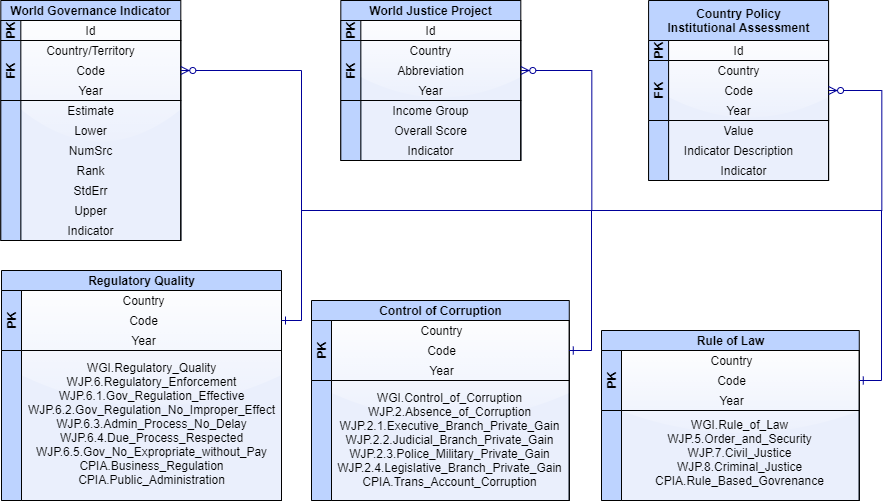 World Governance Indicator
PK
Id
FK
Country/Territory
Code
Year
Estimate
Lower
NumSrc
Rank
StdErr
Upper
Indicator
World Justice Project
PK
Id
FK
Country
Abbreviation
Year
Income Group
Overall Score
Indicator
Country Policy
Institutional Assessment
PK
Id
FK
Country
Code
Year
Value
Indicator Description
Indicator
Regulatory Quality
PK
Country
Code
Year
WGI.Regulatory_Quality
WJP.6.Regulatory_Enforcement
WJP.6.1.Gov_Regulation_Effective
WJP.6.2.Gov_Regulation_No_Improper_Effect
WJP.6.3.Admin_Process_No_Delay
WJP.6.4.Due_Process_Respected
WJP.6.5.Gov_No_Expropriate_without_Pay
CPIA.Business_Regulation
CPIA.Public_Administration
Control of Corruption
PK
Country
Code
Year
WGI.Control_of_Corruption
WJP.2.Absence_of_Corruption
WJP.2.1.Executive_Branch_Private_Gain
WJP.2.2.Judicial_Branch_Private_Gain
WJP.2.3.Police_Military_Private_Gain
WJP.2.4.Legislative_Branch_Private_Gain
CPIA.Trans_Account_Corruption
Rule of Law
PK
Country
Code
Year
WGI.Rule_of_Law
WJP.5.Order_and_Security
WJP.7.Civil_Justice
WJP.8.Criminal_Justice
CPIA.Rule_Based_Govrenance